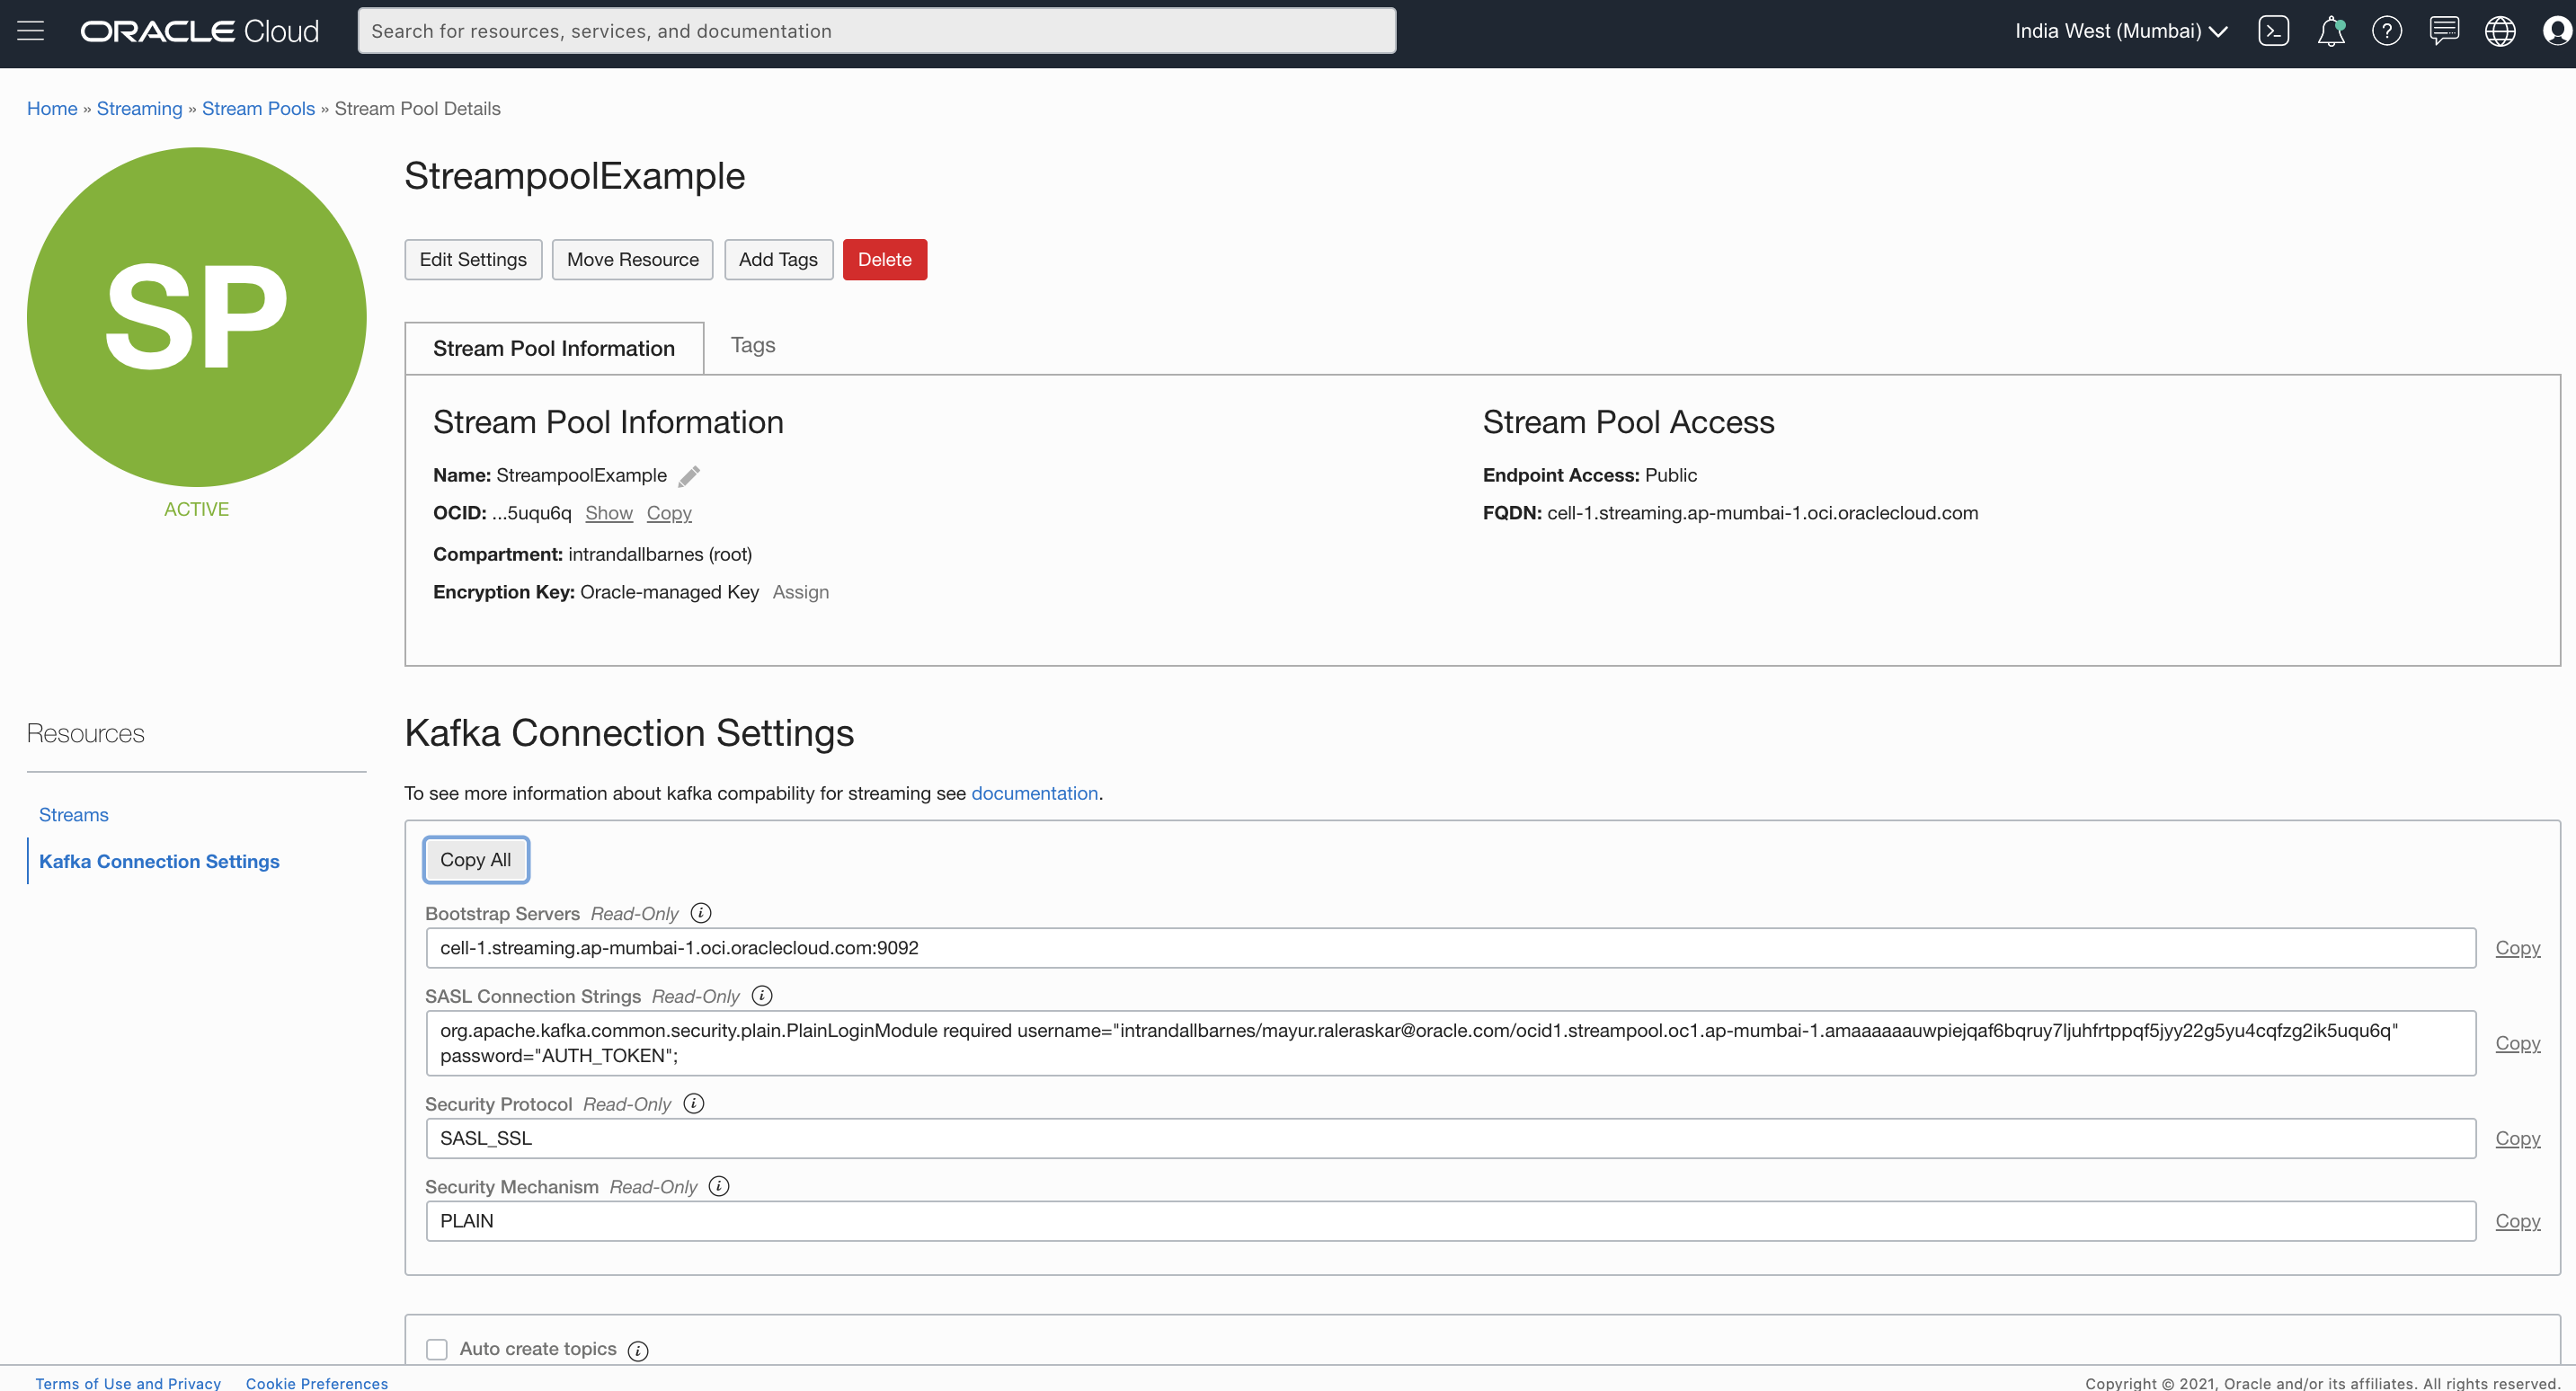 ORACLE Cloud
Search for resources, services, and documentation
India West (Mumbai)
Home » Streaming » Stream Pools » Stream Pool Details
SP
ACTIVE
StreampoolExample
Edit Settings Move Resource Add Tags Delete
Stream Pool Information Tags
Stream Pool Information
Name: StreampoolExample
OCID: ...5uqu6q Show Copy
Compartment: intrandallbarnes (root)
Encryption Key: Oracle-managed Key Assign
Stream Pool Access
Endpoint Access: Public
FQDN: cell-1.streaming.ap-mumbai-1.oci.oraclecloud.com
Resources
Streams
Kafka Connection Settings
Kafka Connection Settings
To see more information about kafka compability for streaming see documentation.
Copy All
Bootstrap Servers Read-Only
cell-1.streaming.ap-mumbai-1.oci.oraclecloud.com:9092 Copy
SASL Connection Strings Read-Only
org.apache.kafka.common.security.plain.PlainLoginModule required username="intrandallbarnes/mayur.raleraskar@oracle.com/ocid1.streampool.oc1.ap-mumbai-1.amaaaaaauwpiejqaf6bqruy7ljuhfrtppqf5jyy22g5yu4cqfzg2ik5uqu6q"
password="AUTH_TOKEN"; Copy
Security Protocol Read-Only
SASL_SSL Copy
Security Mechanism Read-Only
PLAIN Copy
Auto create topics
Terms of Use and Privacy Cookie Preferences
Copyright © 2021, Oracle and/or its affiliates. All rights reserved.